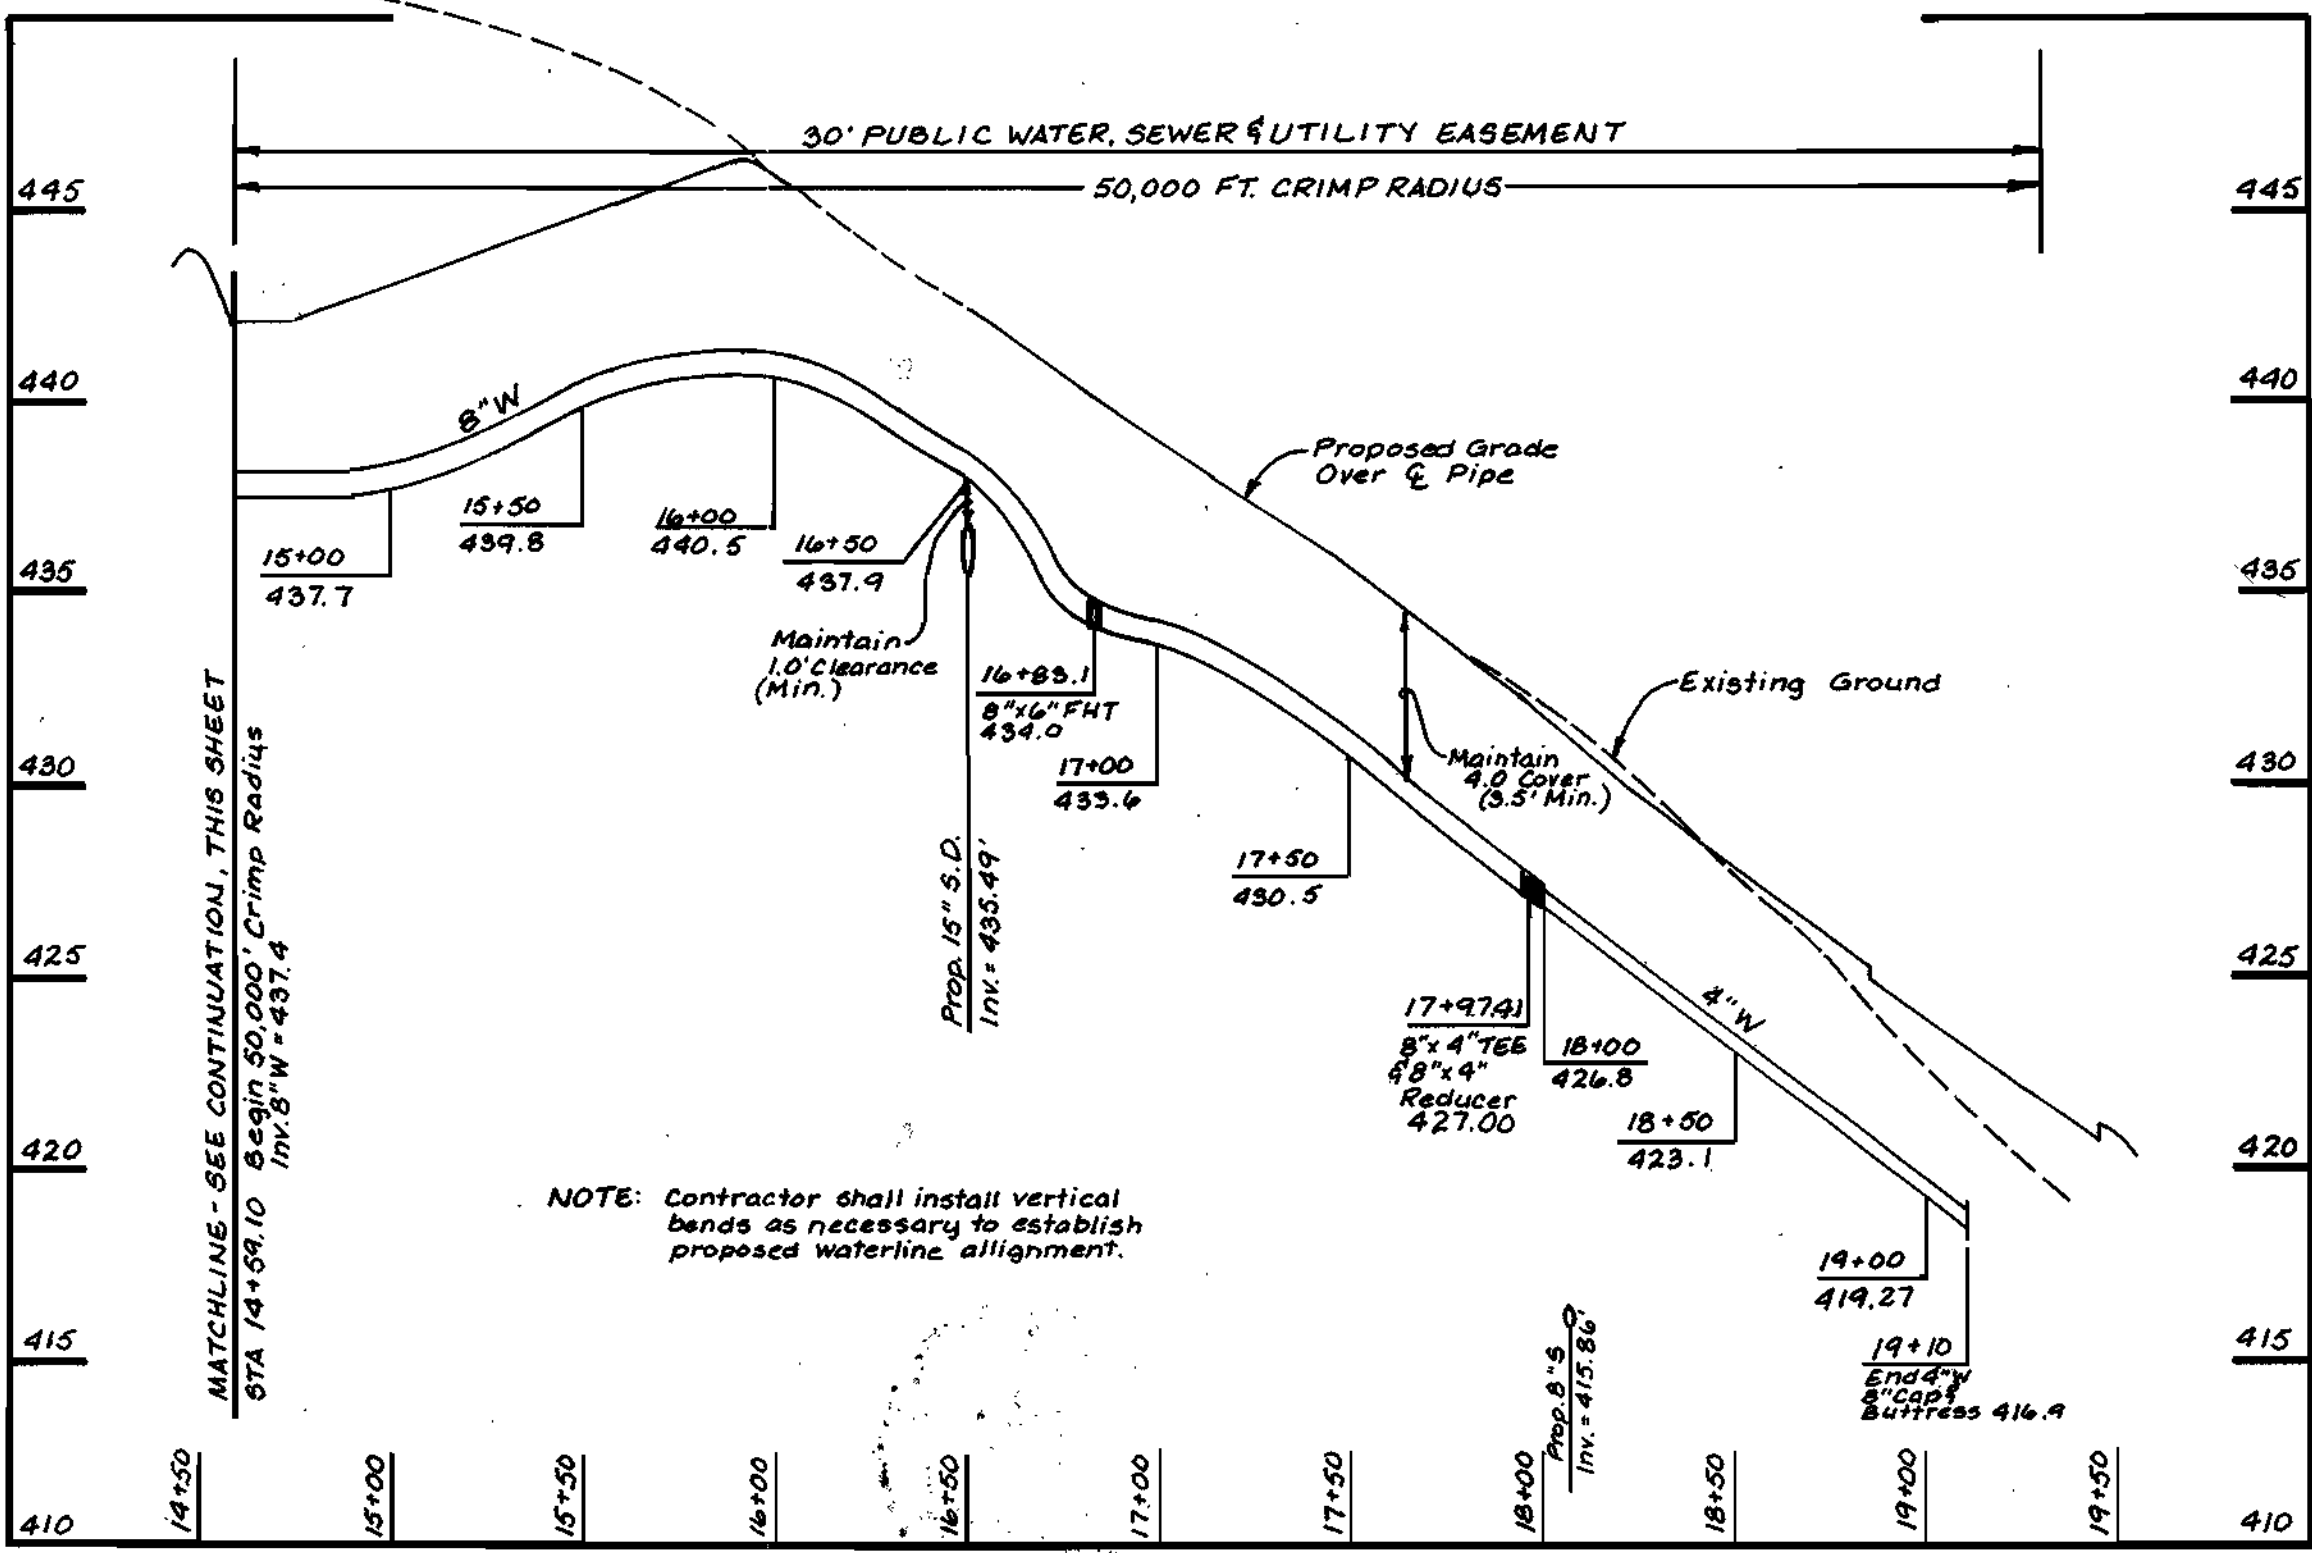 30' PUBLIC WATER, SEWER & UTILITY EASEMENT
50,000 FT. CRIMP RADIUS
445
445
440
440
435
435
430
430
425
425
420
420
415
415
410
410
8"W
15+00
437.7
15+50
439.8
16+00
440.5
16+50
437.9
Maintain
1.0' Clearance
(Min.)
16+83.1
8"x6" FHT
434.0
17+00
433.6
17+50
430.5
Proposed Grade
Over ℄ Pipe
Existing Ground
Maintain
4.0 Cover
(3.5' Min.)
Prop. 15" S.D.
Inv. = 435.49'
17+97.41
8"x 4" TEE
& 8"x 4"
Reducer
427.00
18+00
426.8
4"W
18+50
423.1
19+00
419.27
19+10
End 4"W
8" Cap &
Buttress 416.9
Prop. 8" S
Inv. = 415.86'
MATCHLINE - SEE CONTINUATION, THIS SHEET
STA 14+59.10 Begin 50,000' Crimp Radius
Inv. 8" W = 437.4
NOTE: Contractor shall install vertical
bends as necessary to establish
proposed waterline allignment.
14+50
15+00
15+50
16+00
16+50
17+00
17+50
18+00
18+50
19+00
19+50